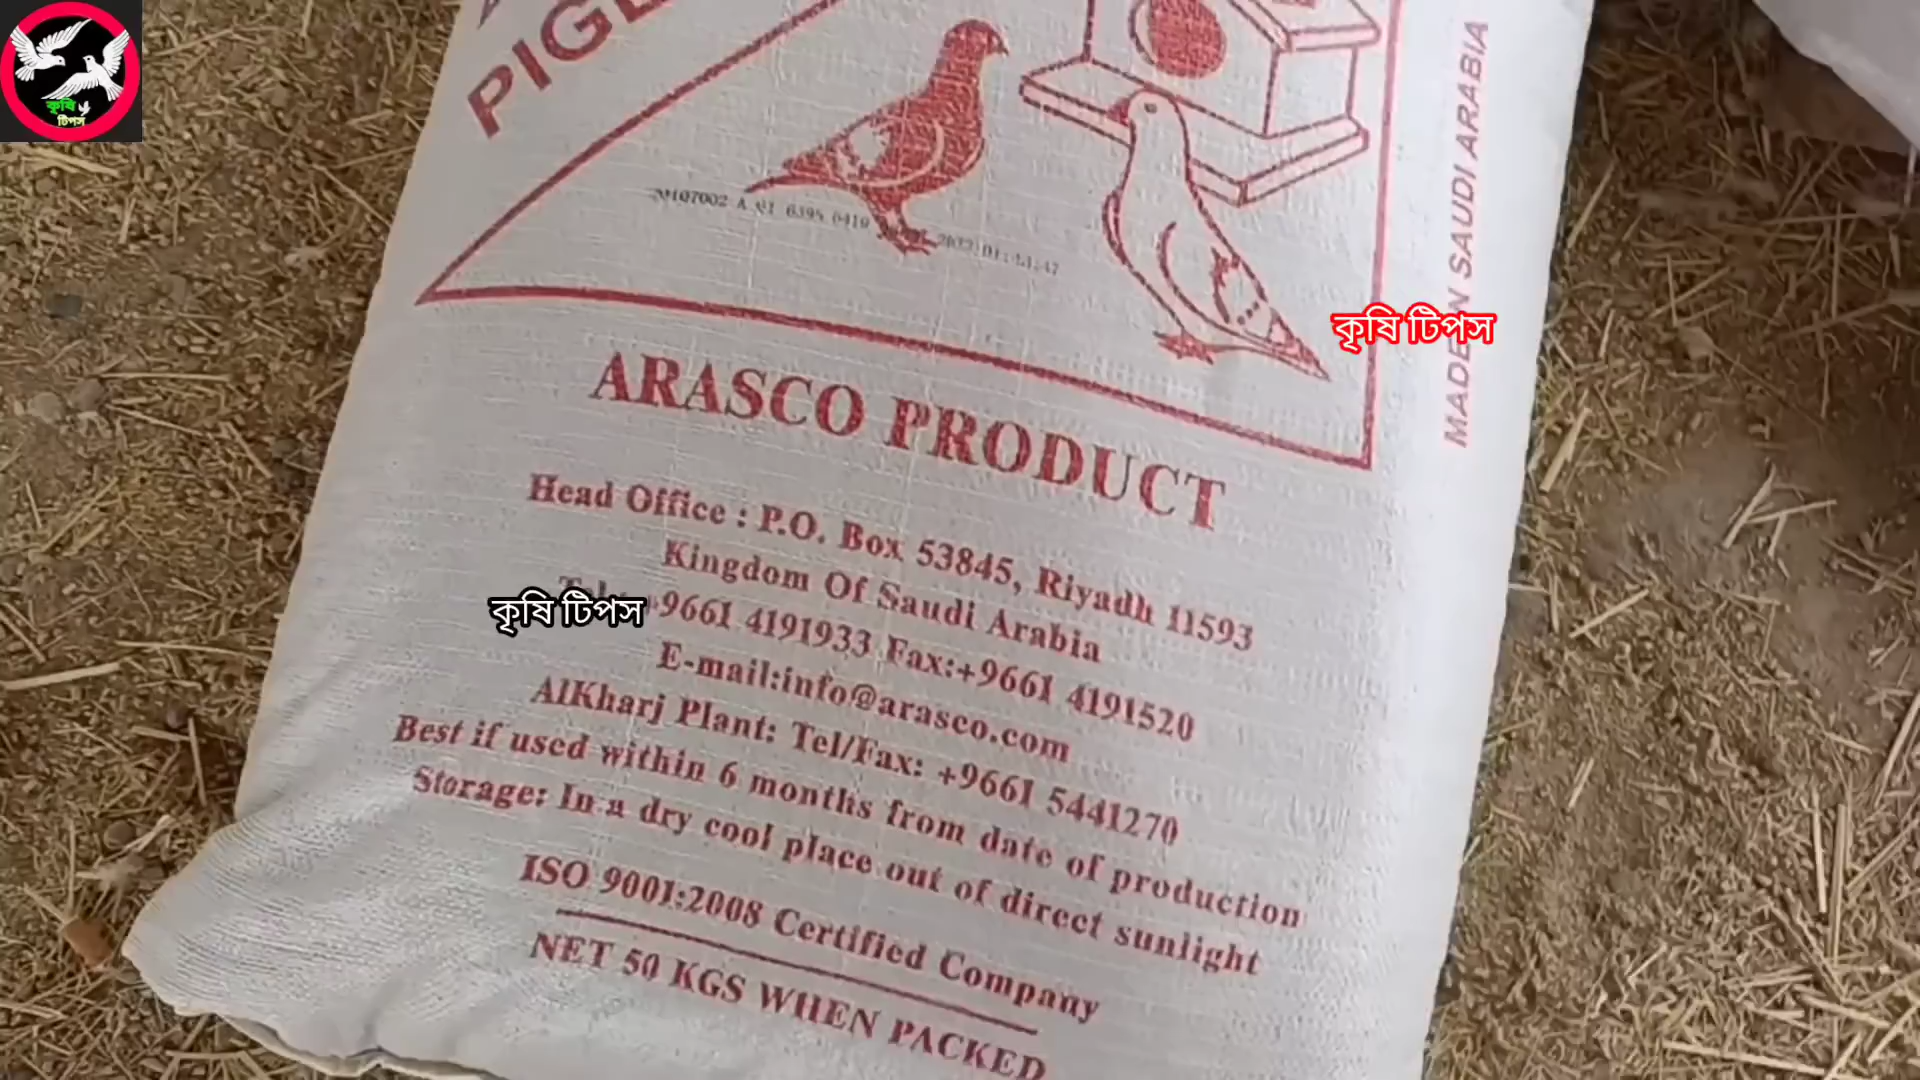 কৃষি
টিপস
PIG
MADE IN SAUDI ARABIA
কৃষি টিপস
ARASCO PRODUCT
Head Office : P.O. Box 53845, Riyadh 11593
Kingdom Of Saudi Arabia
কৃষি টিপস
+9661 4191933 Fax:+9661 4191520
E-mail:info@arasco.com
AlKharj Plant: Tel/Fax: +9661 5441270
Best if used within 6 months from date of production
Storage: In a dry cool place out of direct sunlight
ISO 9001:2008 Certified Company
NET 50 KGS WHEN PACKED